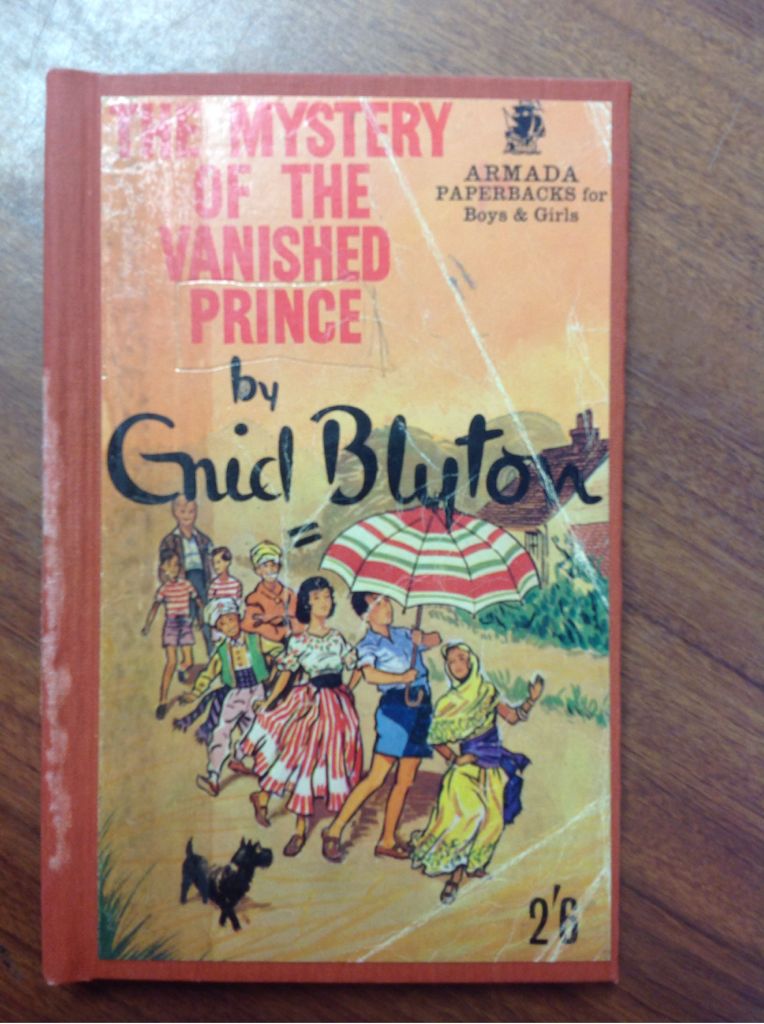 THE MYSTERY
OF THE
VANISHED
PRINCE
ARMADA
PAPERBACKS for
Boys & Girls
by
Enid Blyton
2'6